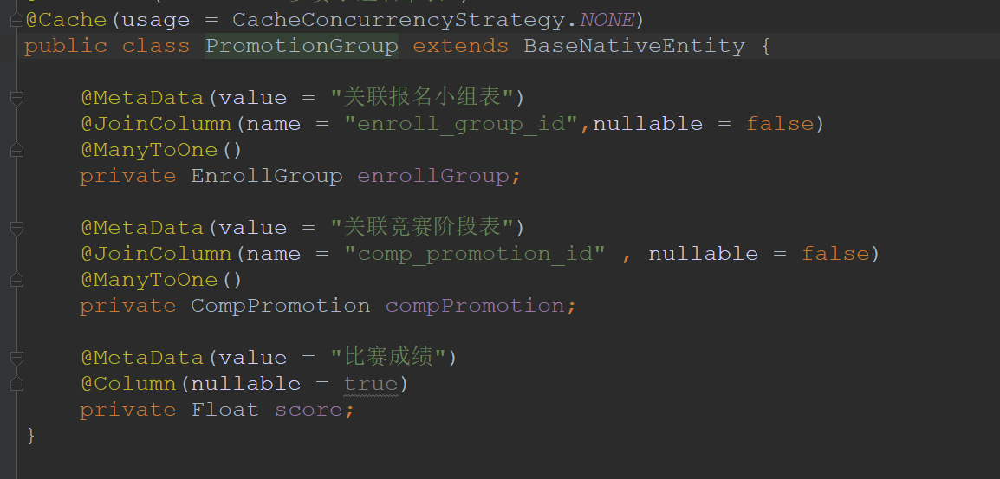 @Cache(usage = CacheConcurrencyStrategy.NONE)
public class PromotionGroup extends BaseNativeEntity {
@MetaData(value = "关联报名小组表")
@JoinColumn(name = "enroll_group_id",nullable = false)
@ManyToOne()
private EnrollGroup enrollGroup;
@MetaData(value = "关联竞赛阶段表")
@JoinColumn(name = "comp_promotion_id" , nullable = false)
@ManyToOne()
private CompPromotion compPromotion;
@MetaData(value = "比赛成绩")
@Column(nullable = true)
private Float score;
}